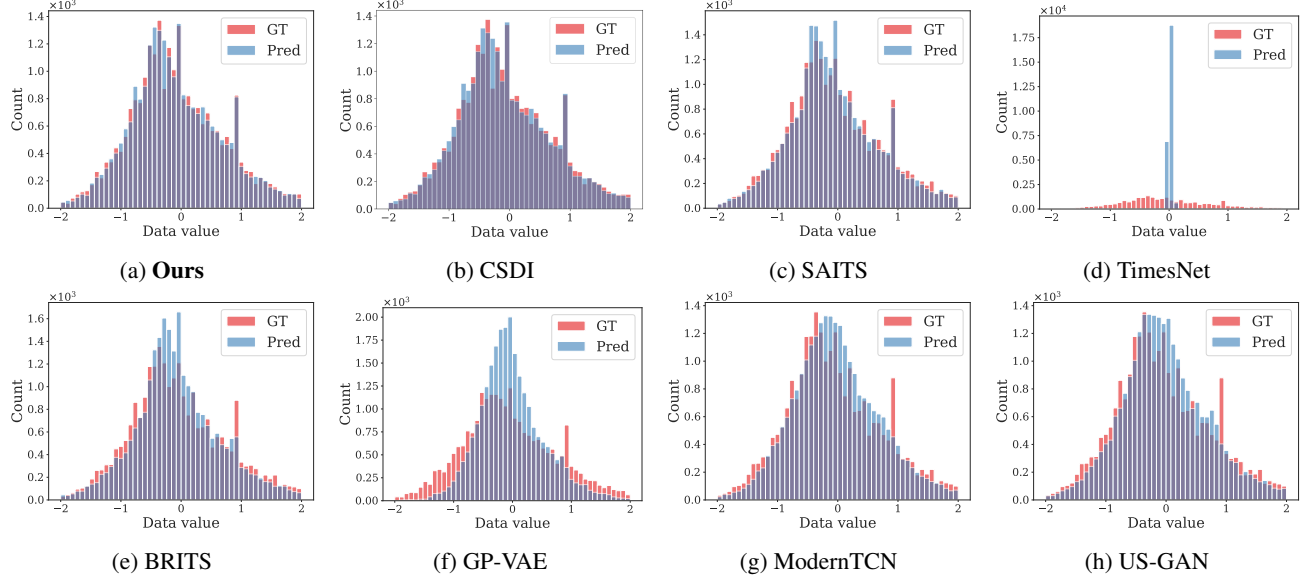 ×10³
1.4
1.2
1.0
0.8
0.6
0.4
0.2
0.0
Count
GT
Pred
−2
−1
0
1
2
Data value
(a) Ours
×10³
1.4
1.2
1.0
0.8
0.6
0.4
0.2
0.0
Count
GT
Pred
−2
−1
0
1
2
Data value
(b) CSDI
×10³
1.4
1.2
1.0
0.8
0.6
0.4
0.2
0.0
Count
GT
Pred
−2
−1
0
1
2
Data value
(c) SAITS
×10⁴
1.75
1.50
1.25
1.00
0.75
0.50
0.25
0.00
Count
GT
Pred
−2
−1
0
1
2
Data value
(d) TimesNet
×10³
1.6
1.4
1.2
1.0
0.8
0.6
0.4
0.2
0.0
Count
GT
Pred
−2
−1
0
1
2
Data value
(e) BRITS
×10³
2.00
1.75
1.50
1.25
1.00
0.75
0.50
0.25
0.00
Count
GT
Pred
−2
−1
0
1
2
Data value
(f) GP-VAE
×10³
1.4
1.2
1.0
0.8
0.6
0.4
0.2
0.0
Count
GT
Pred
−2
−1
0
1
2
Data value
(g) ModernTCN
×10³
1.4
1.2
1.0
0.8
0.6
0.4
0.2
0.0
Count
GT
Pred
−2
−1
0
1
2
Data value
(h) US-GAN